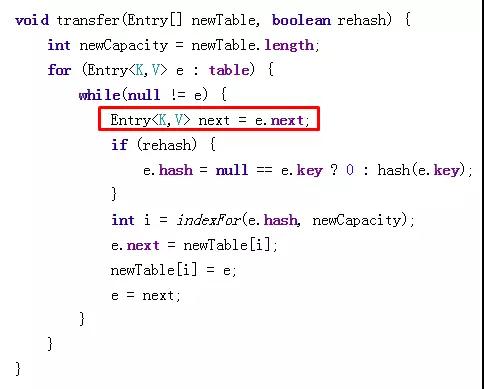 void transfer(Entry[] newTable, boolean rehash) {
    int newCapacity = newTable.length;
    for (Entry<K,V> e : table) {
        while(null != e) {
            Entry<K,V> next = e.next;
            if (rehash) {
                e.hash = null == e.key ? 0 : hash(e.key);
            }
            int i = indexFor(e.hash, newCapacity);
            e.next = newTable[i];
            newTable[i] = e;
            e = next;
        }
    }
}